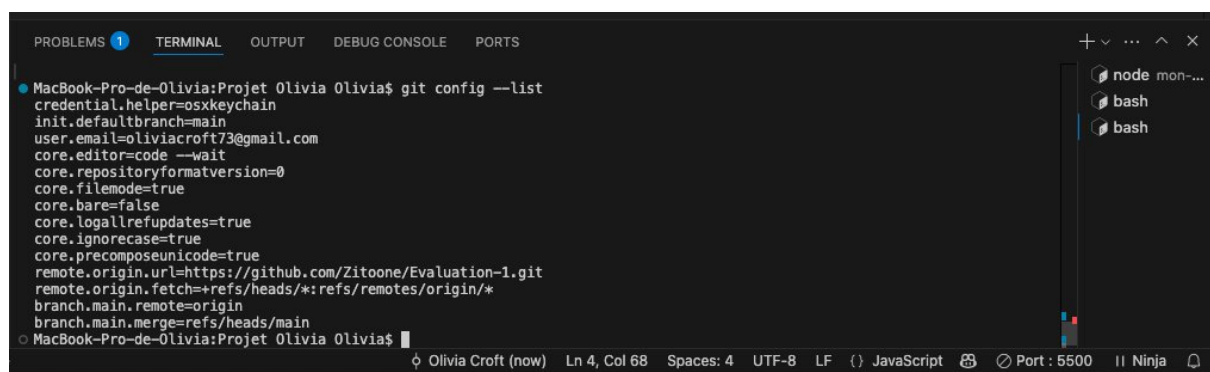 PROBLEMS 1 TERMINAL OUTPUT DEBUG CONSOLE PORTS
MacBook-Pro-de-Olivia:Projet Olivia Olivia$ git config --list
credential.helper=osxkeychain
init.defaultbranch=main
user.email=oliviacroft73@gmail.com
core.editor=code --wait
core.repositoryformatversion=0
core.filemode=true
core.bare=false
core.logallrefupdates=true
core.ignorecase=true
core.precomposeunicode=true
remote.origin.url=https://github.com/Zitoone/Evaluation-1.git
remote.origin.fetch=+refs/heads/*:refs/remotes/origin/*
branch.main.remote=origin
branch.main.merge=refs/heads/main
MacBook-Pro-de-Olivia:Projet Olivia Olivia$
node mon-...
bash
bash
Olivia Croft (now) Ln 4, Col 68 Spaces: 4 UTF-8 LF {} JavaScript Port : 5500 Ninja